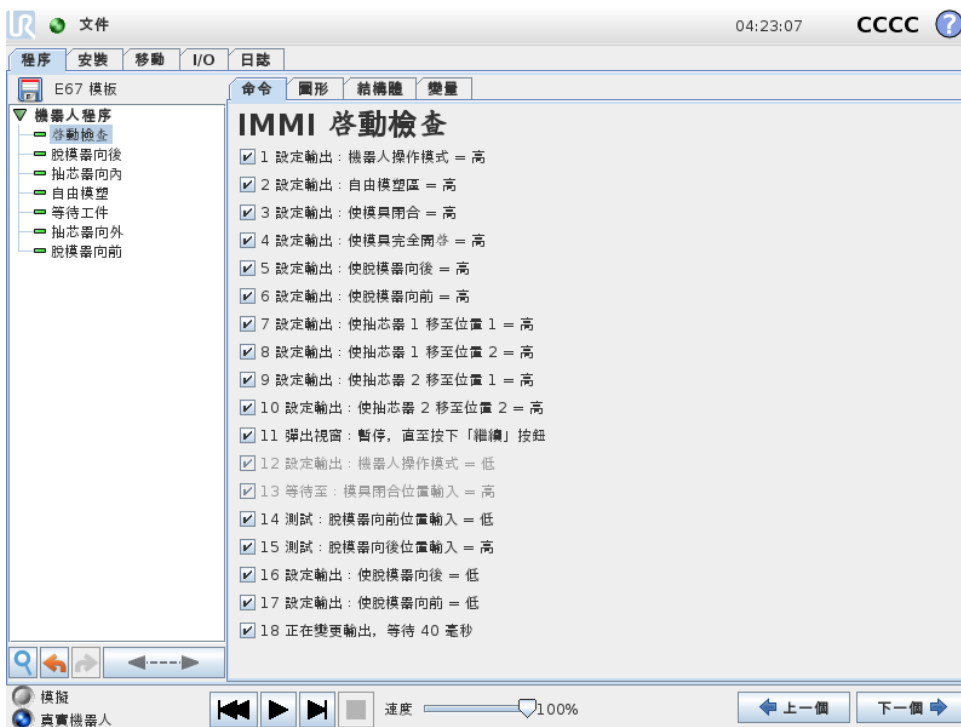 UR 文件 04:23:07 CCCC ?
程序 安裝 移動 I/O 日誌
E67 模板
命令 圖形 結構體 變量
機器人程序
啓動檢查
脫模器向後
抽芯器向內
自由模塑
等待工件
抽芯器向外
脫模器向前
IMMI 啓動檢查
1 設定輸出：機器人操作模式 = 高
2 設定輸出：自由模塑區 = 高
3 設定輸出：使模具閉合 = 高
4 設定輸出：使模具完全開啓 = 高
5 設定輸出：使脫模器向後 = 高
6 設定輸出：使脫模器向前 = 高
7 設定輸出：使抽芯器 1 移至位置 1 = 高
8 設定輸出：使抽芯器 1 移至位置 2 = 高
9 設定輸出：使抽芯器 2 移至位置 1 = 高
10 設定輸出：使抽芯器 2 移至位置 2 = 高
11 彈出視窗：暫停，直至按下「繼續」按鈕
12 設定輸出：機器人操作模式 = 低
13 等待至：模具閉合位置輸入 = 高
14 測試：脫模器向前位置輸入 = 低
15 測試：脫模器向後位置輸入 = 高
16 設定輸出：使脫模器向後 = 低
17 設定輸出：使脫模器向前 = 低
18 正在變更輸出，等待 40 毫秒
模擬
真實機器人
速度 100%
上一個 下一個